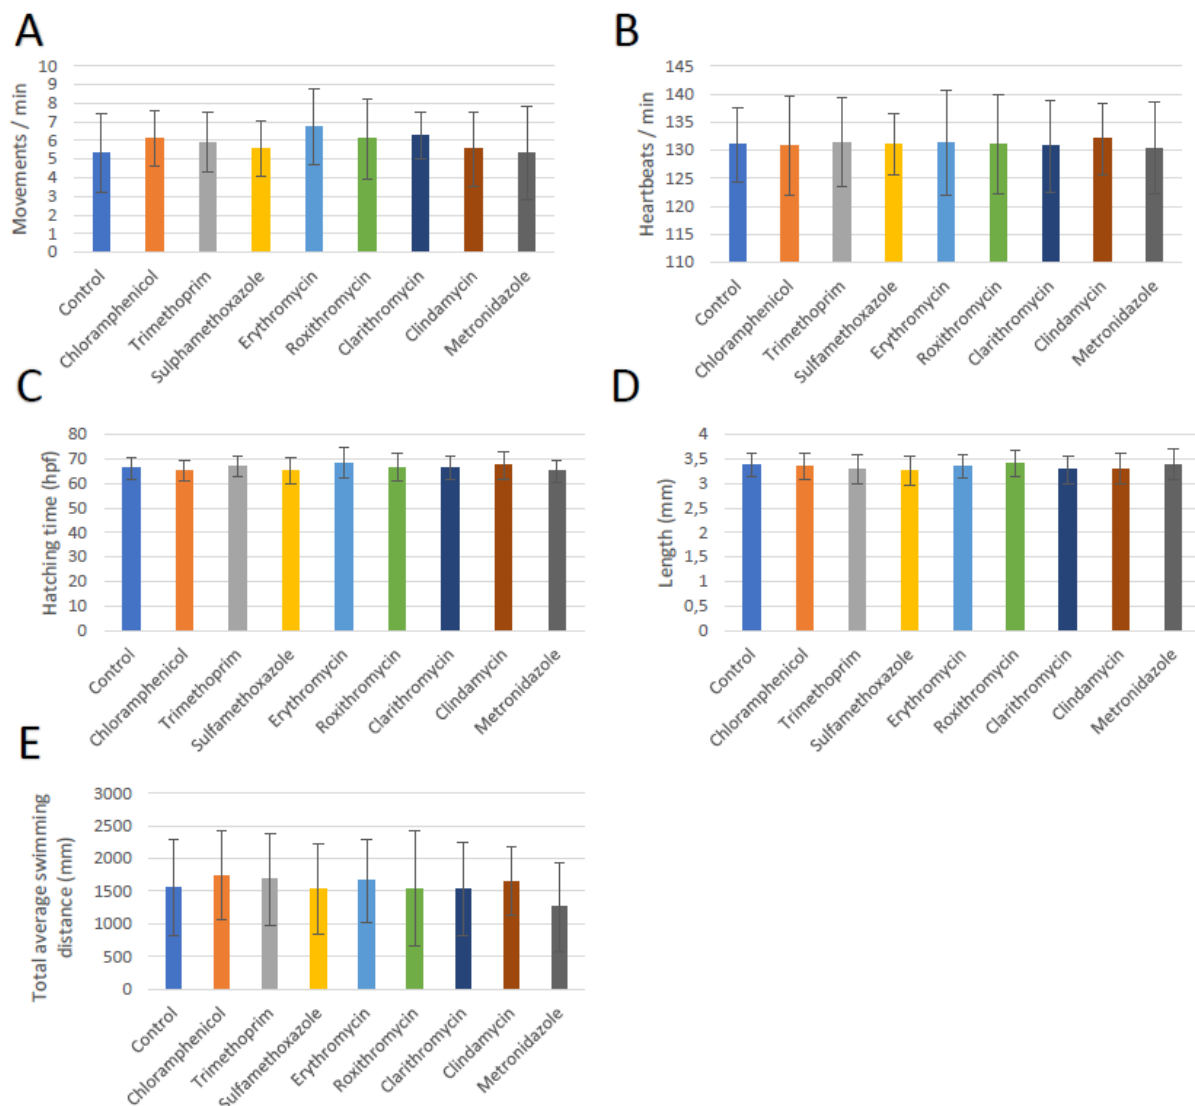 A
Movements / min
10
9
8
7
6
5
4
3
2
1
0
Control
Chloramphenicol
Trimethoprim
Sulphamethoxazole
Erythromycin
Roxithromycin
Clarithromycin
Clindamycin
Metronidazole
B
Heartbeats / min
145
140
135
130
125
120
115
110
Control
Chloramphenicol
Trimethoprim
Sulfamethoxazole
Erythromycin
Roxithromycin
Clarithromycin
Clindamycin
Metronidazole
C
Hatching time (hpf)
80
70
60
50
40
30
20
10
0
Control
Chloramphenicol
Trimethoprim
Sulfamethoxazole
Erythromycin
Roxithromycin
Clarithromycin
Clindamycin
Metronidazole
D
Length (mm)
4
3,5
3
2,5
2
1,5
1
0,5
0
Control
Chloramphenicol
Trimethoprim
Sulfamethoxazole
Erythromycin
Roxithromycin
Clarithromycin
Clindamycin
Metronidazole
E
Total average swimming
distance (mm)
3000
2500
2000
1500
1000
500
0
Control
Chloramphenicol
Trimethoprim
Sulfamethoxazole
Erythromycin
Roxithromycin
Clarithromycin
Clindamycin
Metronidazole